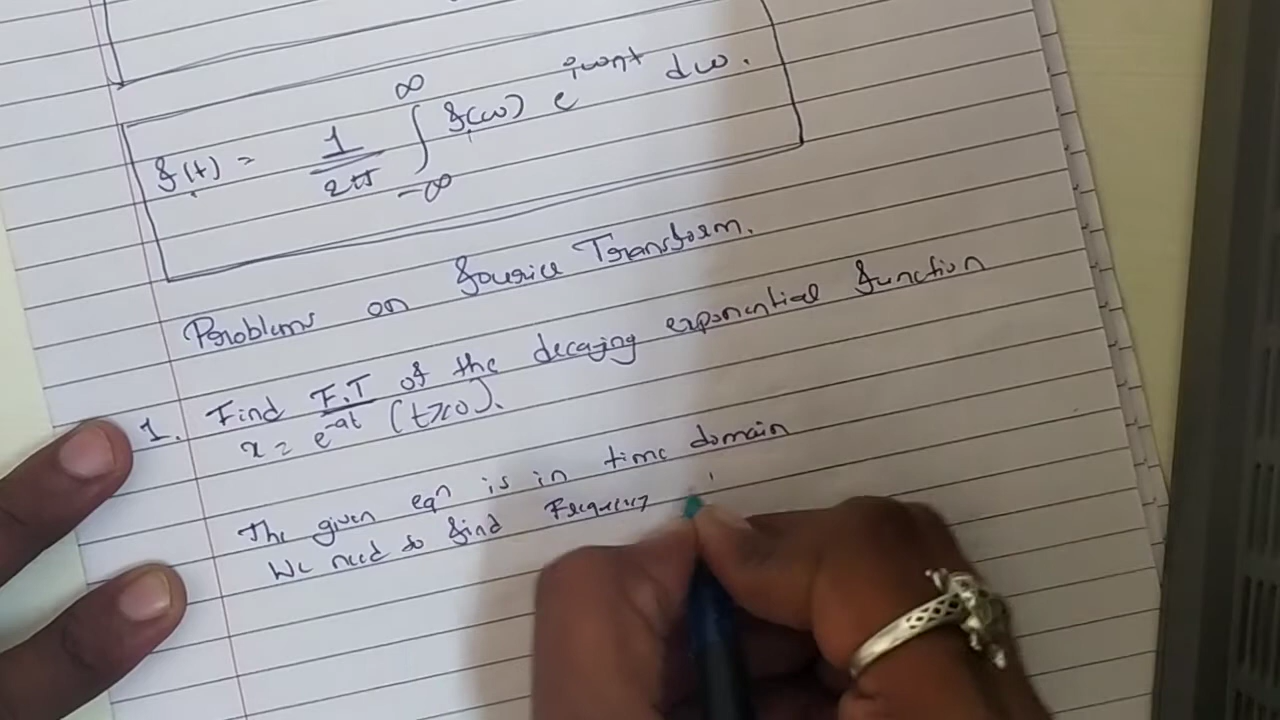 f(t) = 1/2π ∫_{-∞}^{∞} f(ω) e^{iωnt} dω.
Problems on Fourier Transform.
1. Find F.T of the decaying exponential function
x = e^{-at} (t>0).
The given eqn is in time domain
We need to find Frequency